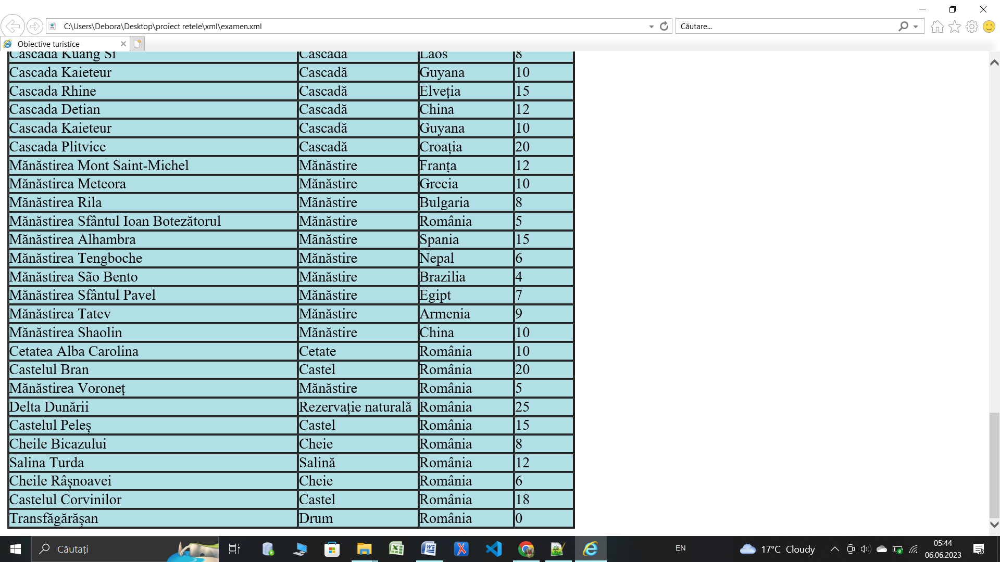 C:\Users\Debora\Desktop\proiect retele\xml\examen.xml
Căutare...
Obiective turistice
Cascada Kuang Si Cascadă Laos 8
Cascada Kaieteur Cascadă Guyana 10
Cascada Rhine Cascadă Elveția 15
Cascada Detian Cascadă China 12
Cascada Kaieteur Cascadă Guyana 10
Cascada Plitvice Cascadă Croația 20
Mănăstirea Mont Saint-Michel Mănăstire Franța 12
Mănăstirea Meteora Mănăstire Grecia 10
Mănăstirea Rila Mănăstire Bulgaria 8
Mănăstirea Sfântul Ioan Botezătorul Mănăstire România 5
Mănăstirea Alhambra Mănăstire Spania 15
Mănăstirea Tengboche Mănăstire Nepal 6
Mănăstirea São Bento Mănăstire Brazilia 4
Mănăstirea Sfântul Pavel Mănăstire Egipt 7
Mănăstirea Tatev Mănăstire Armenia 9
Mănăstirea Shaolin Mănăstire China 10
Cetatea Alba Carolina Cetate România 10
Castelul Bran Castel România 20
Mănăstirea Voroneț Mănăstire România 5
Delta Dunării Rezervație naturală România 25
Castelul Peleș Castel România 15
Cheile Bicazului Cheie România 8
Salina Turda Salină România 12
Cheile Râșnoavei Cheie România 6
Castelul Corvinilor Castel România 18
Transfăgărășan Drum România 0
Căutați
EN
17°C Cloudy
05:44
06.06.2023